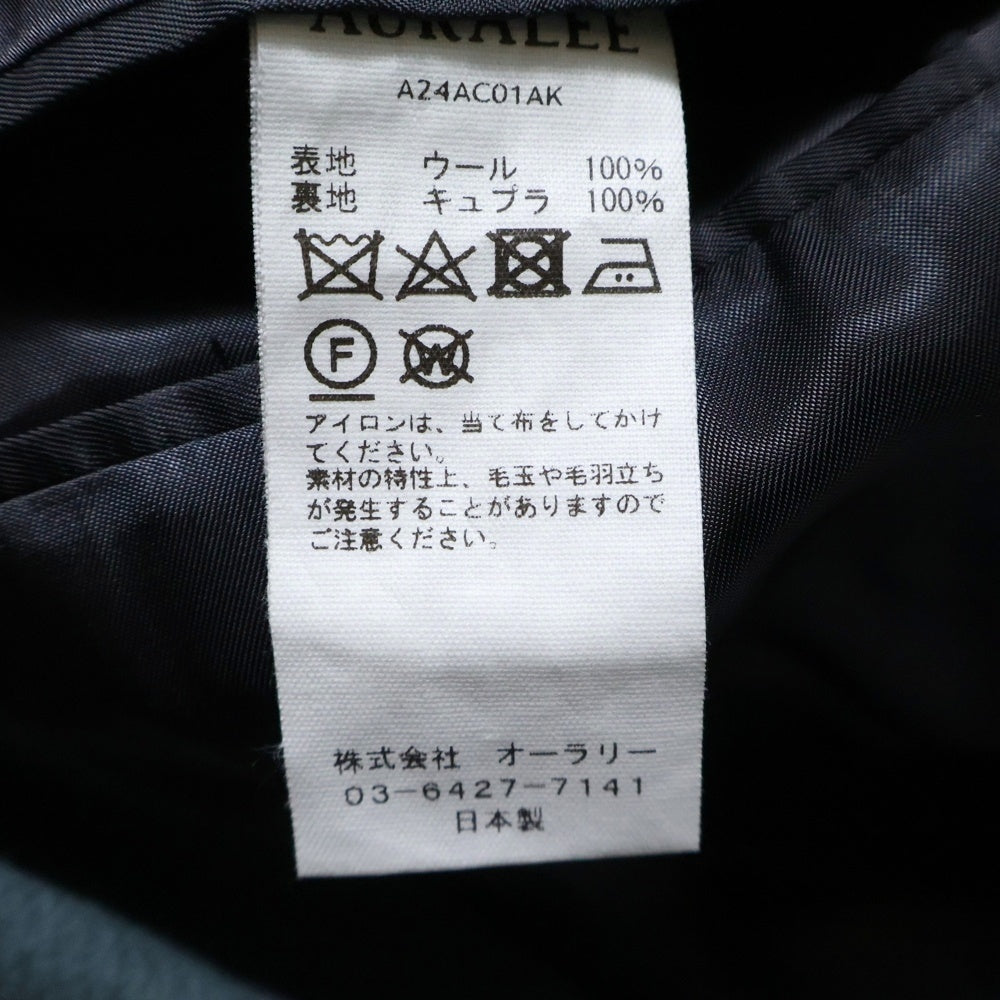 AURALEE
A24AC01AK
表地 ウール 100%
裏地 キュプラ 100%
F W
アイロンは、当て布をしてかけ
てください。
素材の特性上、毛玉や毛羽立ち
が発生することがありますので
ご注意ください。
株式会社 オーラリー
03-6427-7141
日本製